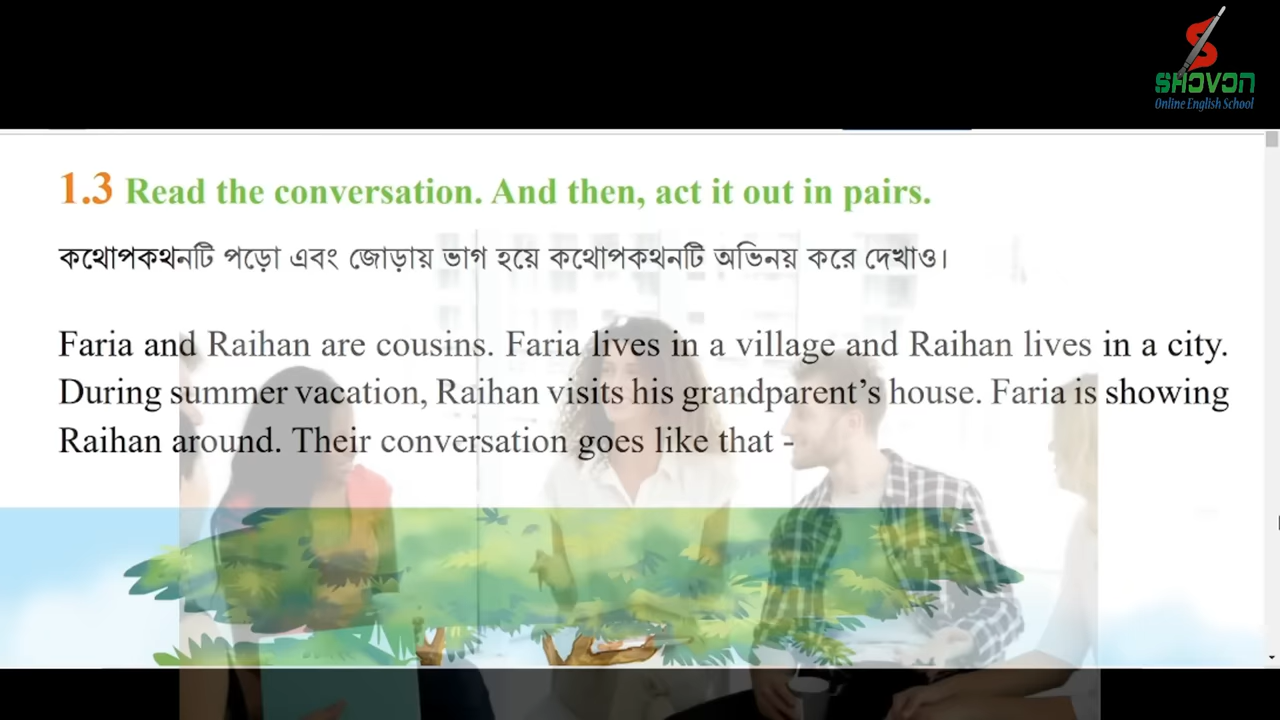 SHOVON
Online English School
1.3 Read the conversation. And then, act it out in pairs.
কথোপকথনটি পড়ো এবং জোড়ায় ভাগ হয়ে কথোপকথনটি অভিনয় করে দেখাও।
Faria and Raihan are cousins. Faria lives in a village and Raihan lives in a city.
During summer vacation, Raihan visits his grandparent’s house. Faria is showing
Raihan around. Their conversation goes like that -